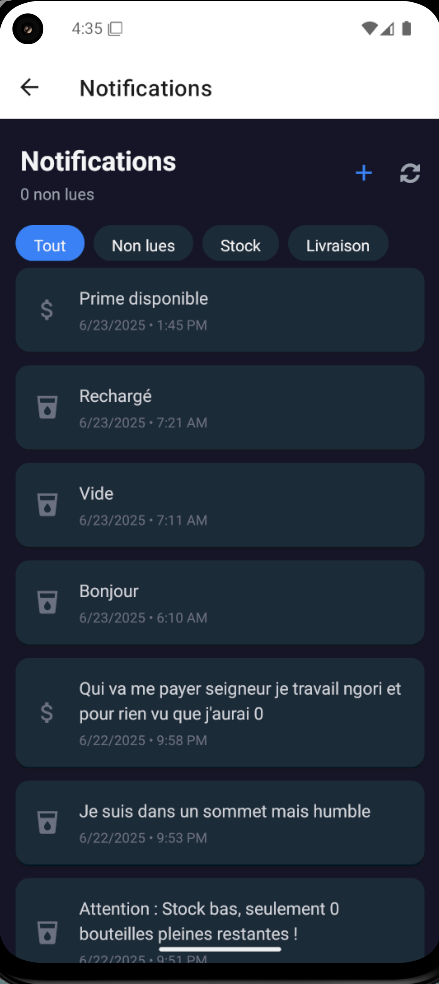 4:35
Notifications
Notifications
0 non lues
Tout
Non lues
Stock
Livraison
Prime disponible
6/23/2025 • 1:45 PM
Rechargé
6/23/2025 • 7:21 AM
Vide
6/23/2025 • 7:11 AM
Bonjour
6/23/2025 • 6:10 AM
Qui va me payer seigneur je travail ngori et
pour rien vu que j'aurai 0
6/22/2025 • 9:58 PM
Je suis dans un sommet mais humble
6/22/2025 • 9:53 PM
Attention : Stock bas, seulement 0
bouteilles pleines restantes !
6/22/2025 • 9:51 PM